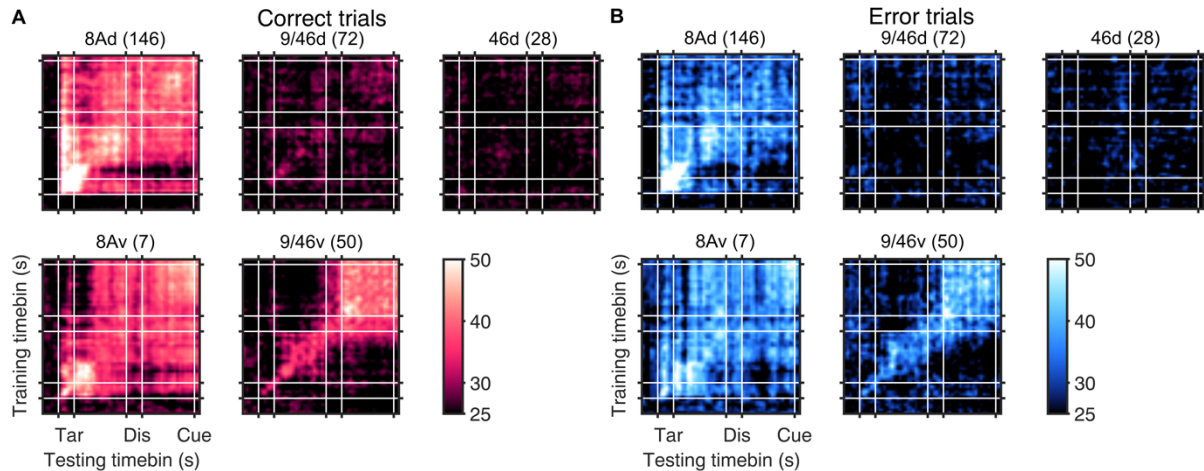 A
Correct trials
8Ad (146)
9/46d (72)
46d (28)
8Av (7)
9/46v (50)
Training timebin (s)
50
40
30
25
Tar
Dis
Cue
Testing timebin (s)
B
Error trials
8Ad (146)
9/46d (72)
46d (28)
8Av (7)
9/46v (50)
Training timebin (s)
50
40
30
25
Tar
Dis
Cue
Testing timebin (s)